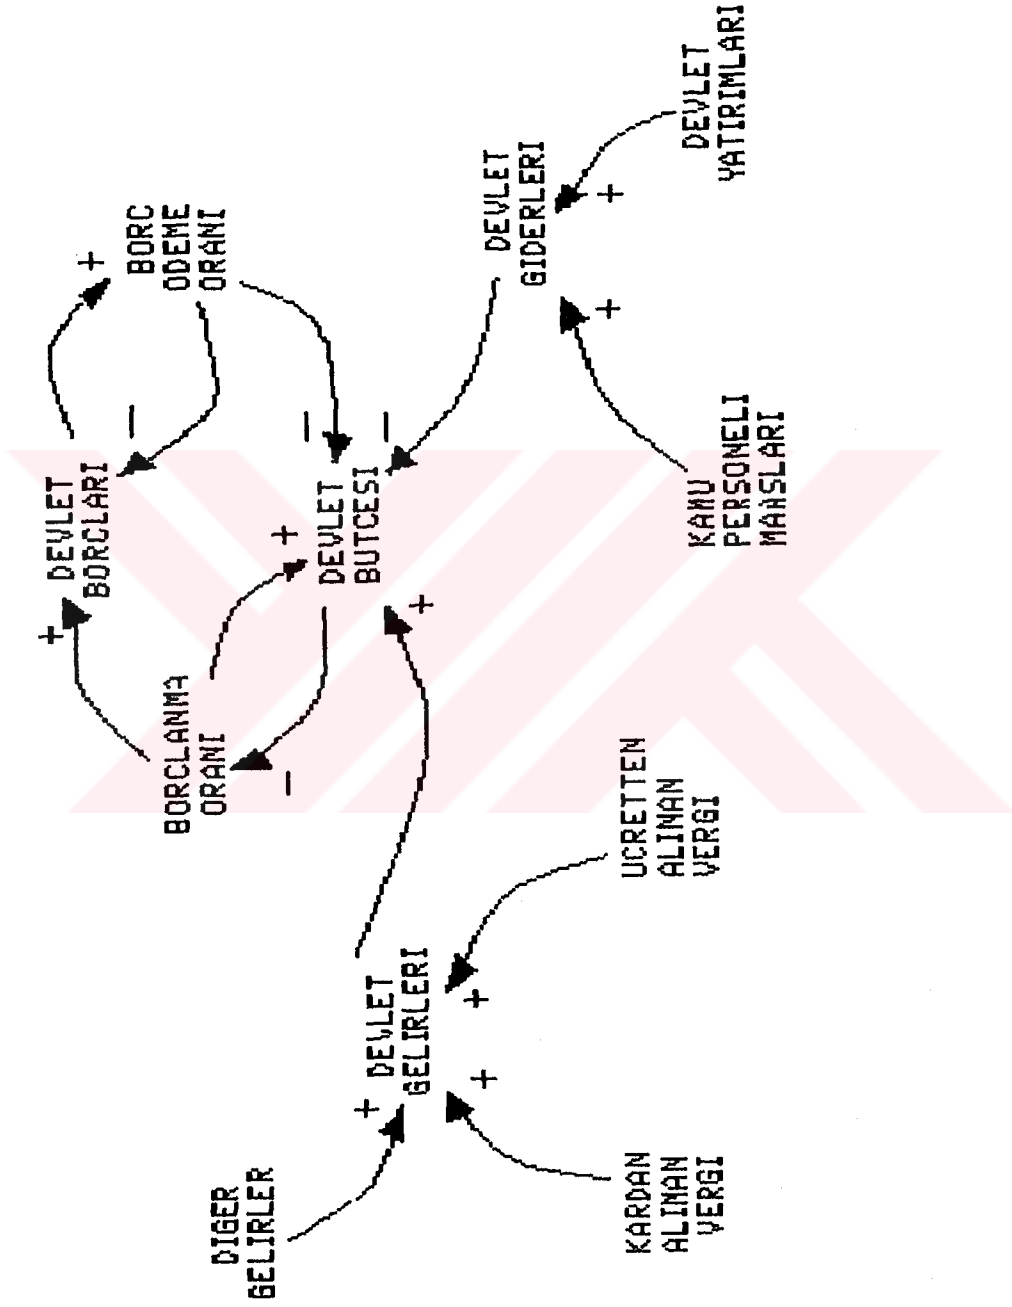 DIGER
GELIRLER
+
DEVLET
GELIRLERI
+
+
KARDAN
ALINAN
VERGI
UCRETTEN
ALINAN
VERGI
BORCLANMA
ORANI
−
+
DEVLET
BORCLARI
−
+
DEVLET
BUTCESI
+
−
−
+
BORC
ODEME
ORANI
DEVLET
GIDERLERI
+
+
KAMU
PERSONELI
MAASLARI
DEVLET
YATIRIMLARI